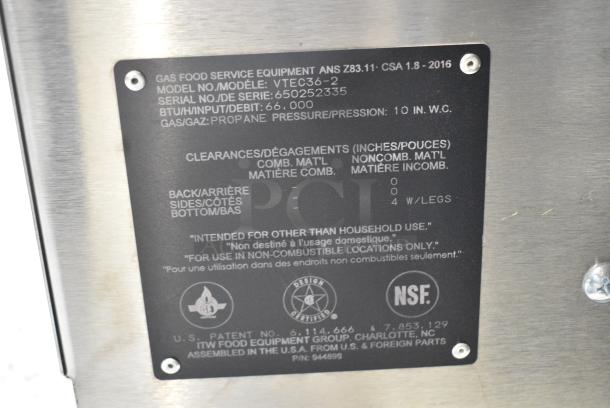 GAS FOOD SERVICE EQUIPMENT ANS Z83.11· CSA 1.8 - 2016
MODEL NO./MODÈLE: VTEC36-2
SERIAL NO./DE SERIE: 650252335
BTU/H/INPUT/DEBIT: 66,000
GAS/GAZ: PROPANE PRESSURE/PRESSION: 10 IN. W.C.
CLEARANCES/DÉGAGEMENTS (INCHES/POUCES)
COMB. MAT'L NONCOMB. MAT'L
MATIÈRE COMB. MATIÈRE INCOMB.
BACK/ARRIÈRE - 0
SIDES/CÔTÉS - 0
BOTTOM/BAS - 4 W/LEGS
PCI
"INTENDED FOR OTHER THAN HOUSEHOLD USE."
"Non destiné à l'usage domestique."
"FOR USE IN NON-COMBUSTIBLE LOCATIONS ONLY."
"Pour une utilisation dans des endroits non combustibles seulement."
DESIGN CERTIFIED
NSF.
U.S. PATENT NO. 6,114,666 & 7,853,129
ITW FOOD EQUIPMENT GROUP, CHARLOTTE, NC
ASSEMBLED IN THE U.S.A. FROM U.S. & FOREIGN PARTS
P/N: 944898